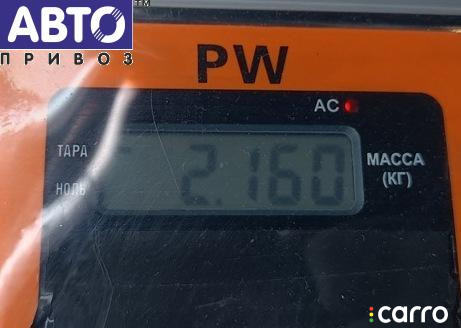 АВТО
ПРИВОЗ
PW
AC
ТАРА
НОЛЬ
2.160
МАССА
(КГ)
carro